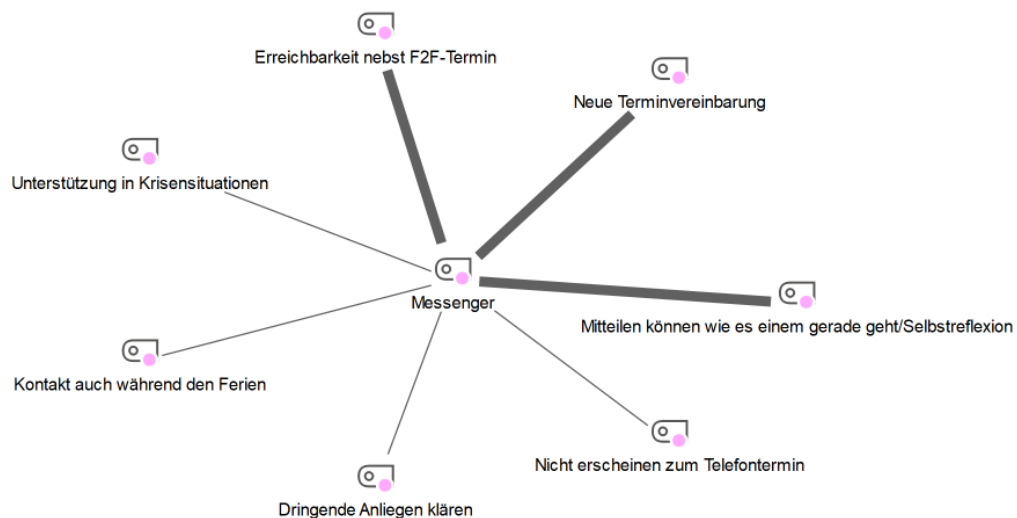 Erreichbarkeit nebst F2F-Termin
Neue Terminvereinbarung
Unterstützung in Krisensituationen
Messenger
Mitteilen können wie es einem gerade geht/Selbstreflexion
Kontakt auch während den Ferien
Nicht erscheinen zum Telefontermin
Dringende Anliegen klären